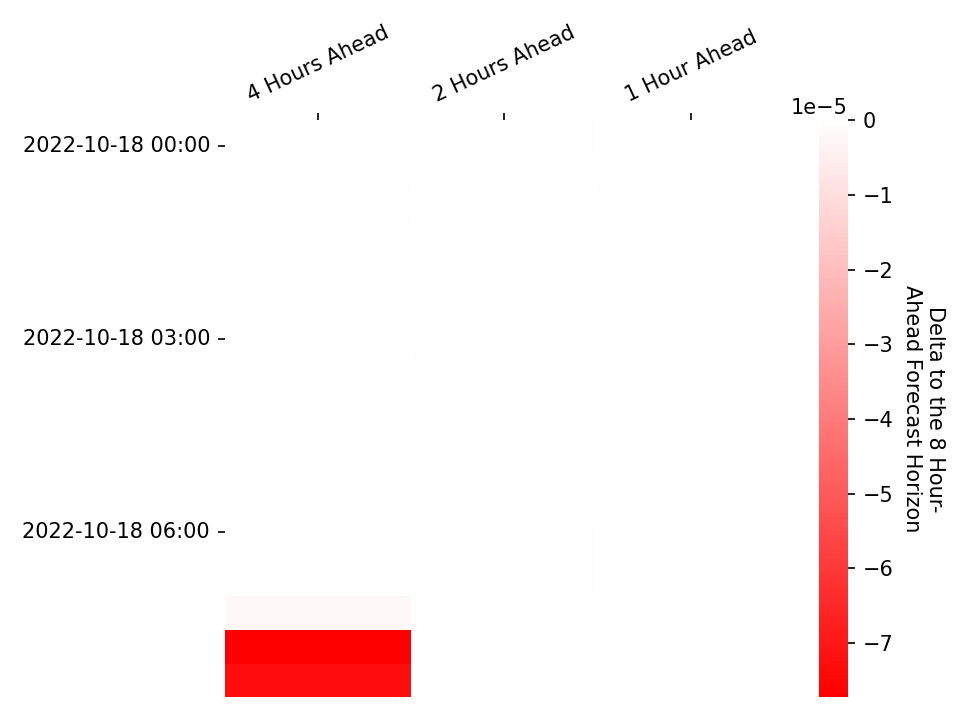 4 Hours Ahead
2 Hours Ahead
1 Hour Ahead
1e−5
0
2022-10-18 00:00
−1
−2
2022-10-18 03:00
−3
−4
−5
2022-10-18 06:00
−6
−7
Delta to the 8 Hour-
Ahead Forecast Horizon